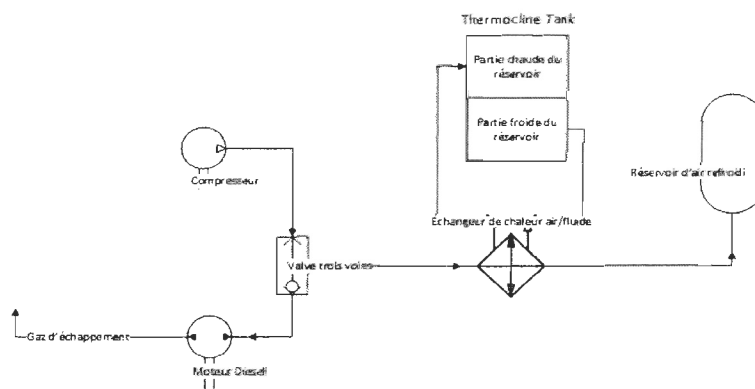 Thermocline Tank
Partie chaude du
réservoir
Partie froide du
réservoir
Compresseur
Réservoir d'air refroidi
Echangeur de chaleur air/fluide
Valve trois voies
Gaz d'échappement
Moteur Diesel